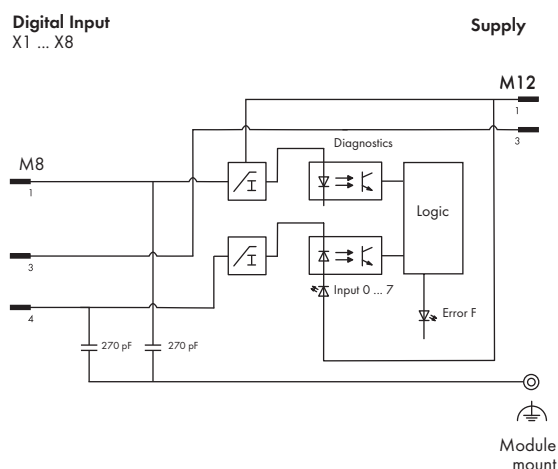 Digital Input
X1 ... X8
Supply
M12
1
3
Diagnostics
M8
1
Logic
3
Input 0 ... 7
4
Error F
270 pF
270 pF
Module
mount